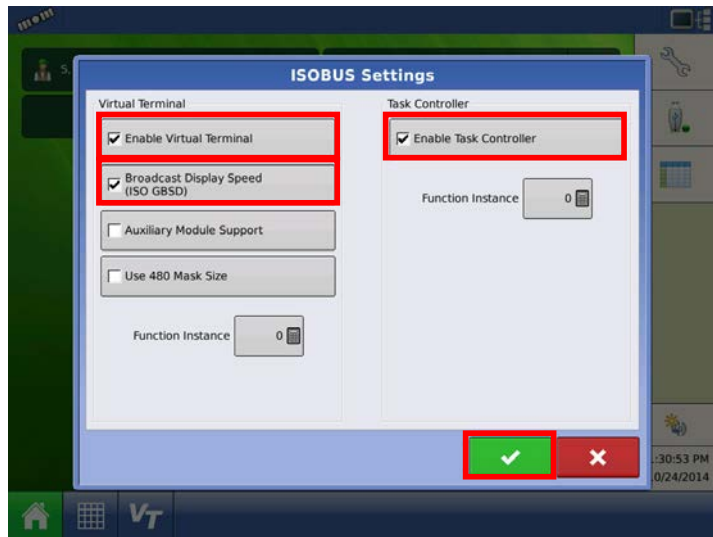 S.
ISOBUS Settings
Virtual Terminal
Enable Virtual Terminal
Broadcast Display Speed
(ISO GBSD)
Auxiliary Module Support
Use 480 Mask Size
Function Instance 0
Task Controller
Enable Task Controller
Function Instance 0
:30:53 PM
0/24/2014
VT